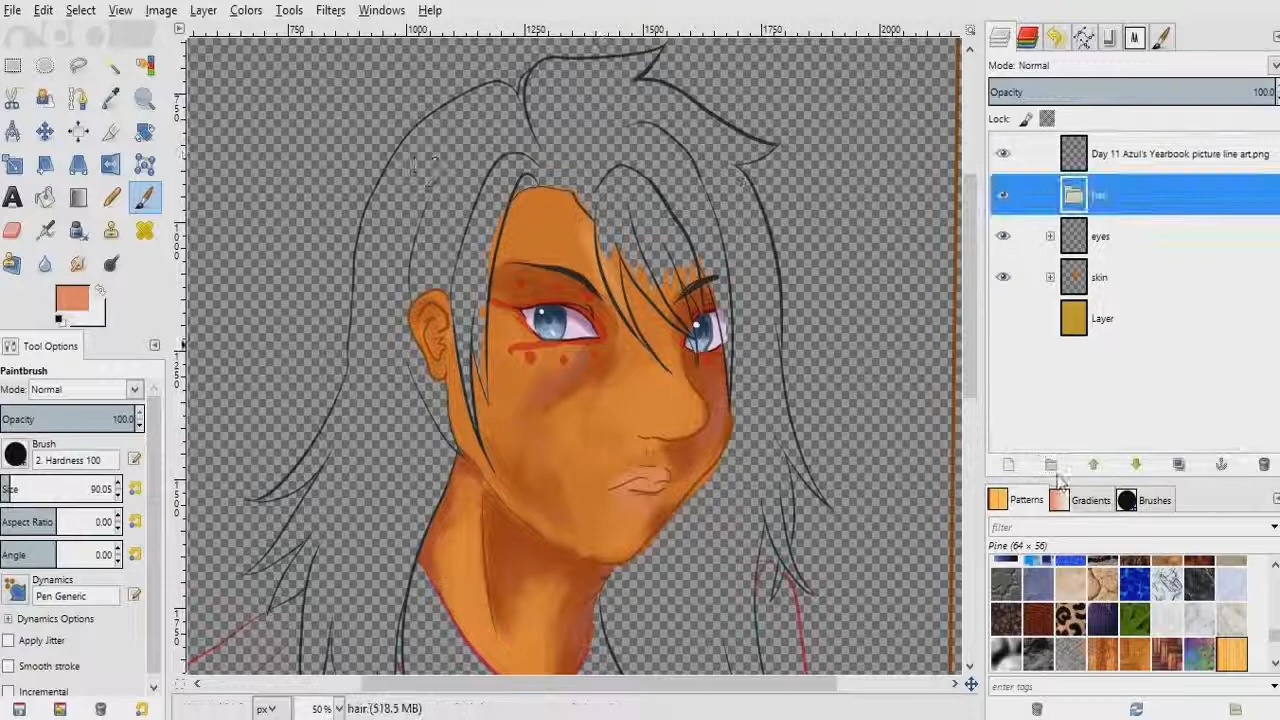 File Edit Select View Image Layer Colors Tools Filters Windows Help
750 1000 1250 1500 1750 2000
Mode: Normal
Opacity 100.0
Lock:
Day 11 Azul's Yearbook picture line art.png
eyes
skin
Layer
Tool Options
Paintbrush
Mode: Normal
Opacity 100.0
Brush
2. Hardness 100
Size 90.05
Aspect Ratio 0.00
Angle 0.00
Dynamics
Pen Generic
Dynamics Options
Apply Jitter
Smooth stroke
Incremental
Patterns Gradients Brushes
filter
Pine (64 × 56)
enter tags
px 50% hair (518.5 MB)